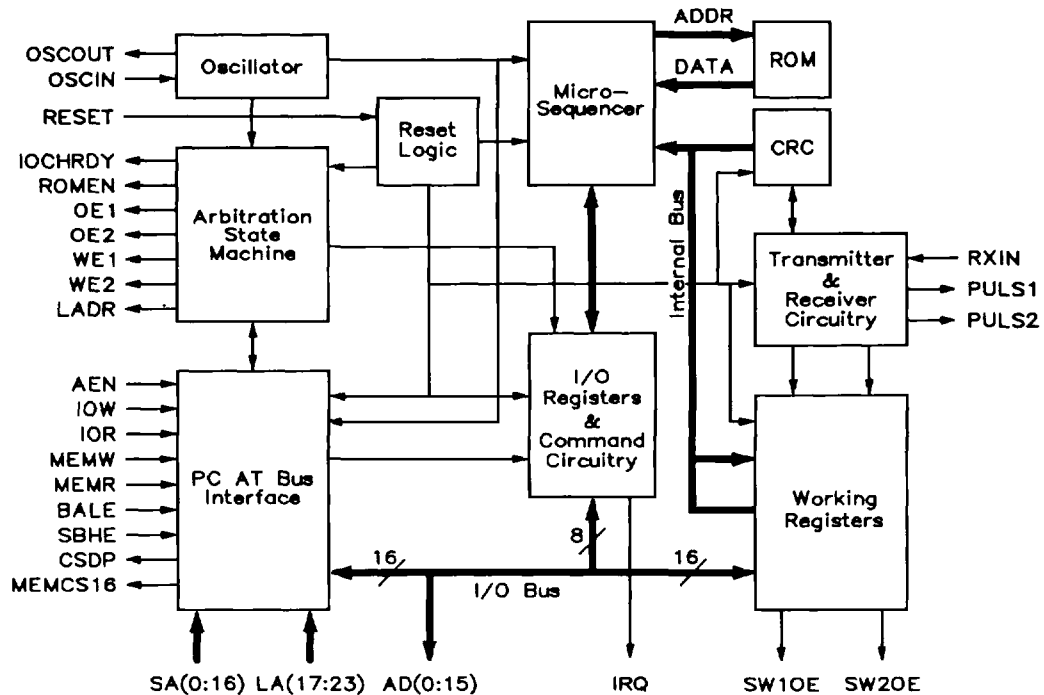 OSCOUT
OSCIN
RESET
IOCHRDY
ROMEN
OE1
OE2
WE1
WE2
LADR
AEN
IOW
IOR
MEMW
MEMR
BALE
SBHE
CSDP
MEMCS16
Oscillator
Reset
Logic
Arbitration
State
Machine
PC AT Bus
Interface
Micro-
Sequencer
ADDR
DATA
ROM
CRC
Internal Bus
Transmitter
&
Receiver
Circuitry
RXIN
PULS1
PULS2
I/O
Registers
&
Command
Circuitry
Working
Registers
8
16
16
I/O Bus
SA(0:16)
LA(17:23)
AD(0:15)
IRQ
SW1OE
SW2OE